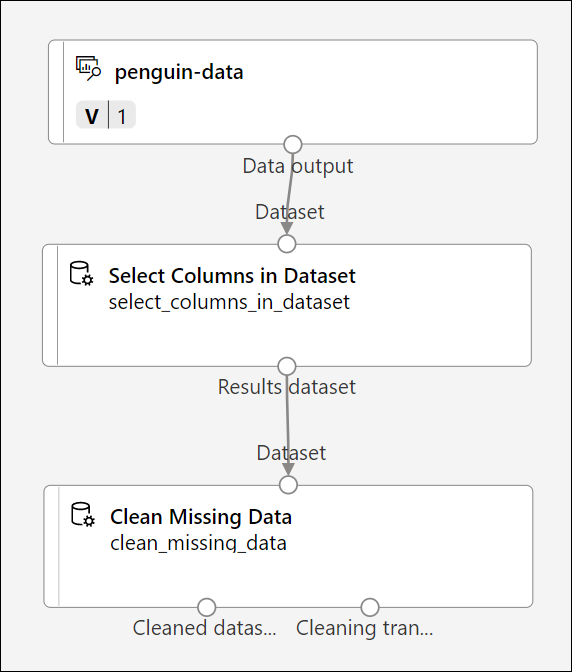 penguin-data
V 1
Data output
Dataset
Select Columns in Dataset
select_columns_in_dataset
Results dataset
Dataset
Clean Missing Data
clean_missing_data
Cleaned datas... Cleaning tran...